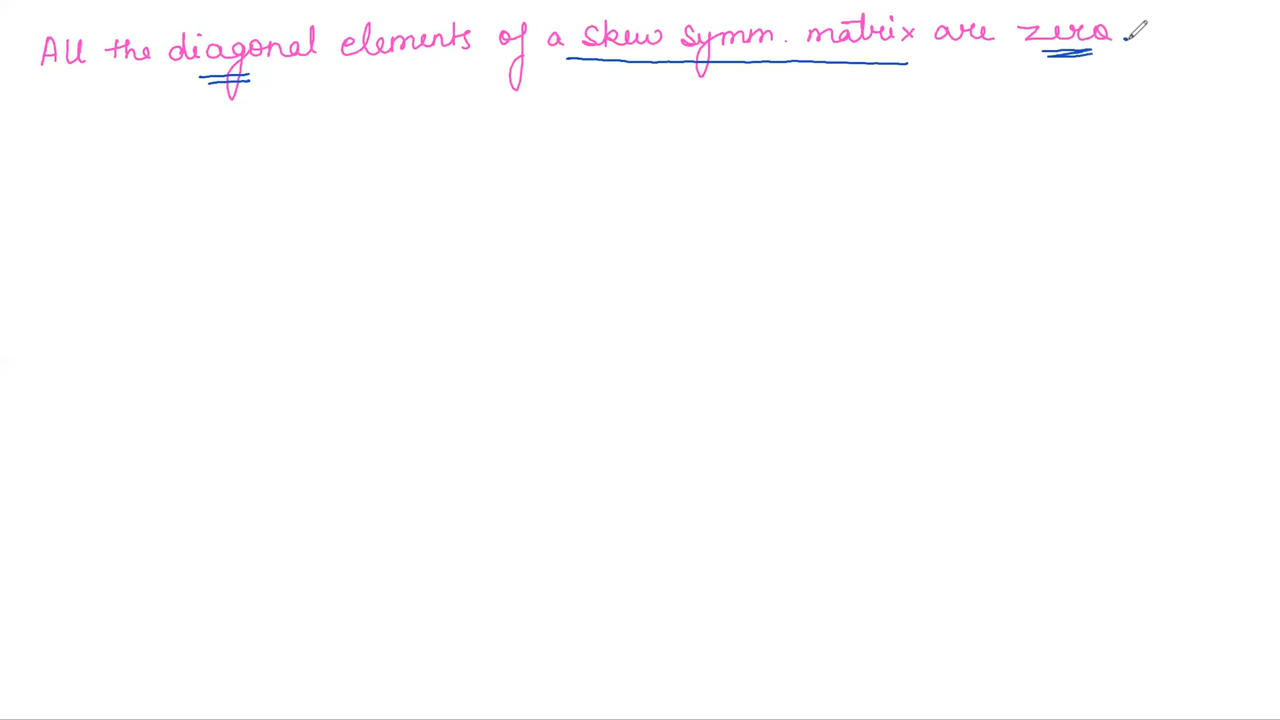 All the diagonal elements of a skew symm. matrix are zero.